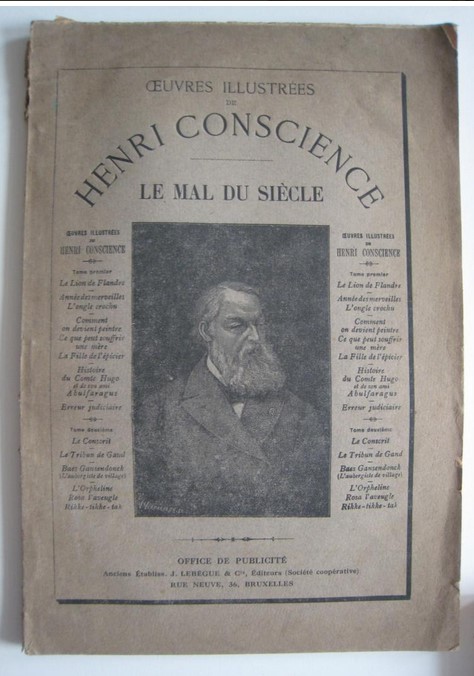 ŒUVRES ILLUSTRÉES
DE
HENRI CONSCIENCE
LE MAL DU SIÈCLE
ŒUVRES ILLUSTRÉES
DE
HENRI CONSCIENCE
Tome premier
Le Lion de Flandre
Année des merveilles
L'ongle crochu
Comment
on devient peintre
Ce que peut souffrir
une mère
La Fille de l'épicier
Histoire
du Comte Hugo
et de son ami
Abulfaragus
Erreur judiciaire
Tome deuxième
Le Conscrit
Le Tribun de Gand
Baes Gansendonck
(L'aubergiste de village)
L'Orpheline
Rosa l'aveugle
Rikke-tikke-tak
ŒUVRES ILLUSTRÉES
DE
HENRI CONSCIENCE
Tome premier
Le Lion de Flandre
Année des merveilles
L'ongle crochu
Comment
on devient peintre
Ce que peut souffrir
une mère
La Fille de l'épicier
Histoire
du Comte Hugo
et de son ami
Abulfaragus
Erreur judiciaire
Tome deuxième
Le Conscrit
Le Tribun de Gand
Baes Gansendonck
(L'aubergiste de village)
L'Orpheline
Rosa l'aveugle
Rikke-tikke-tak
OFFICE DE PUBLICITÉ
Anciens Établiss. J. LEBÈGUE & Cie, Éditeurs (Société coopérative)
RUE NEUVE, 36, BRUXELLES